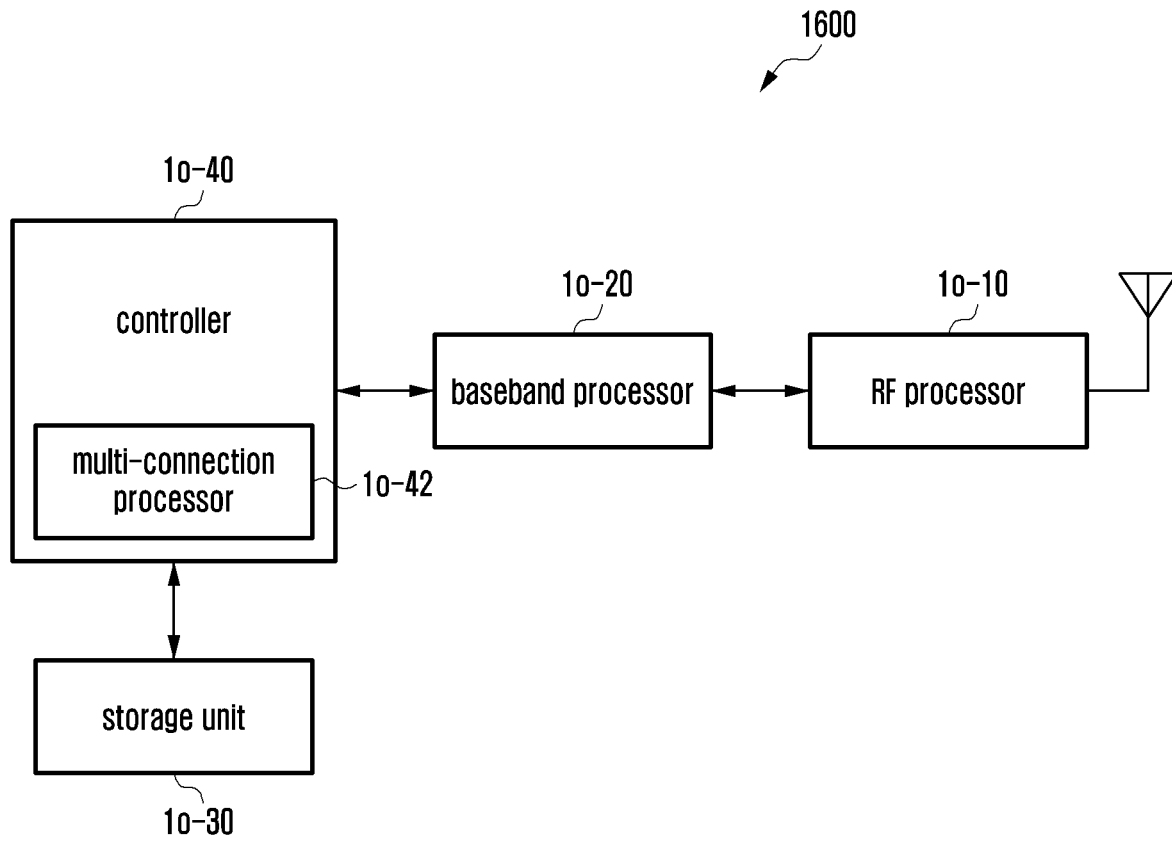 1600
1o-40
controller
1o-20
1o-10
baseband processor
RF processor
multi-connection
processor
1o-42
storage unit
1o-30